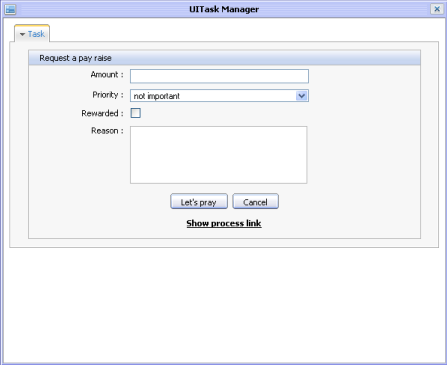 UITask Manager
Task
Request a pay raise
Amount :
Priority : not important
Rewarded :
Reason :
Let's pray Cancel
Show process link